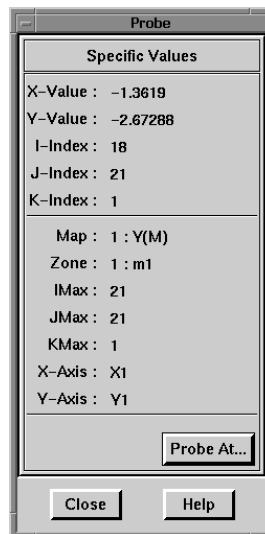 Probe
Specific Values
X-Value : -1.3619
Y-Value : -2.67288
I-Index : 18
J-Index : 21
K-Index : 1
Map : 1 : Y(M)
Zone : 1 : m1
IMax : 21
JMax : 21
KMax : 1
X-Axis : X1
Y-Axis : Y1
Probe At...
Close Help